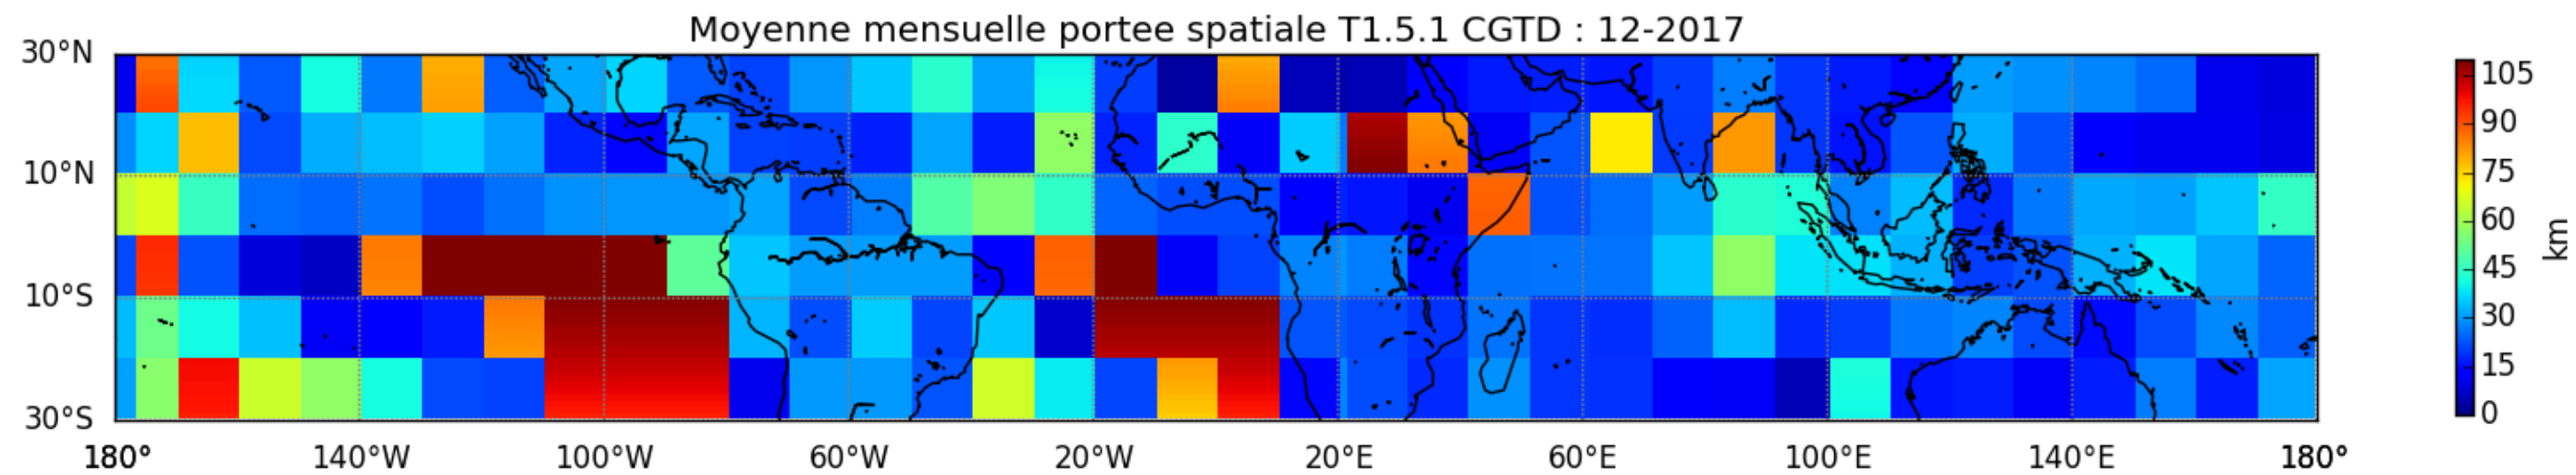 Moyenne mensuelle portee spatiale T1.5.1 CGTD : 12-2017
30°N
10°N
10°S
30°S
180° 140°W 100°W 60°W 20°W 20°E 60°E 100°E 140°E 180°
105
90
75
60
45
30
15
0
km